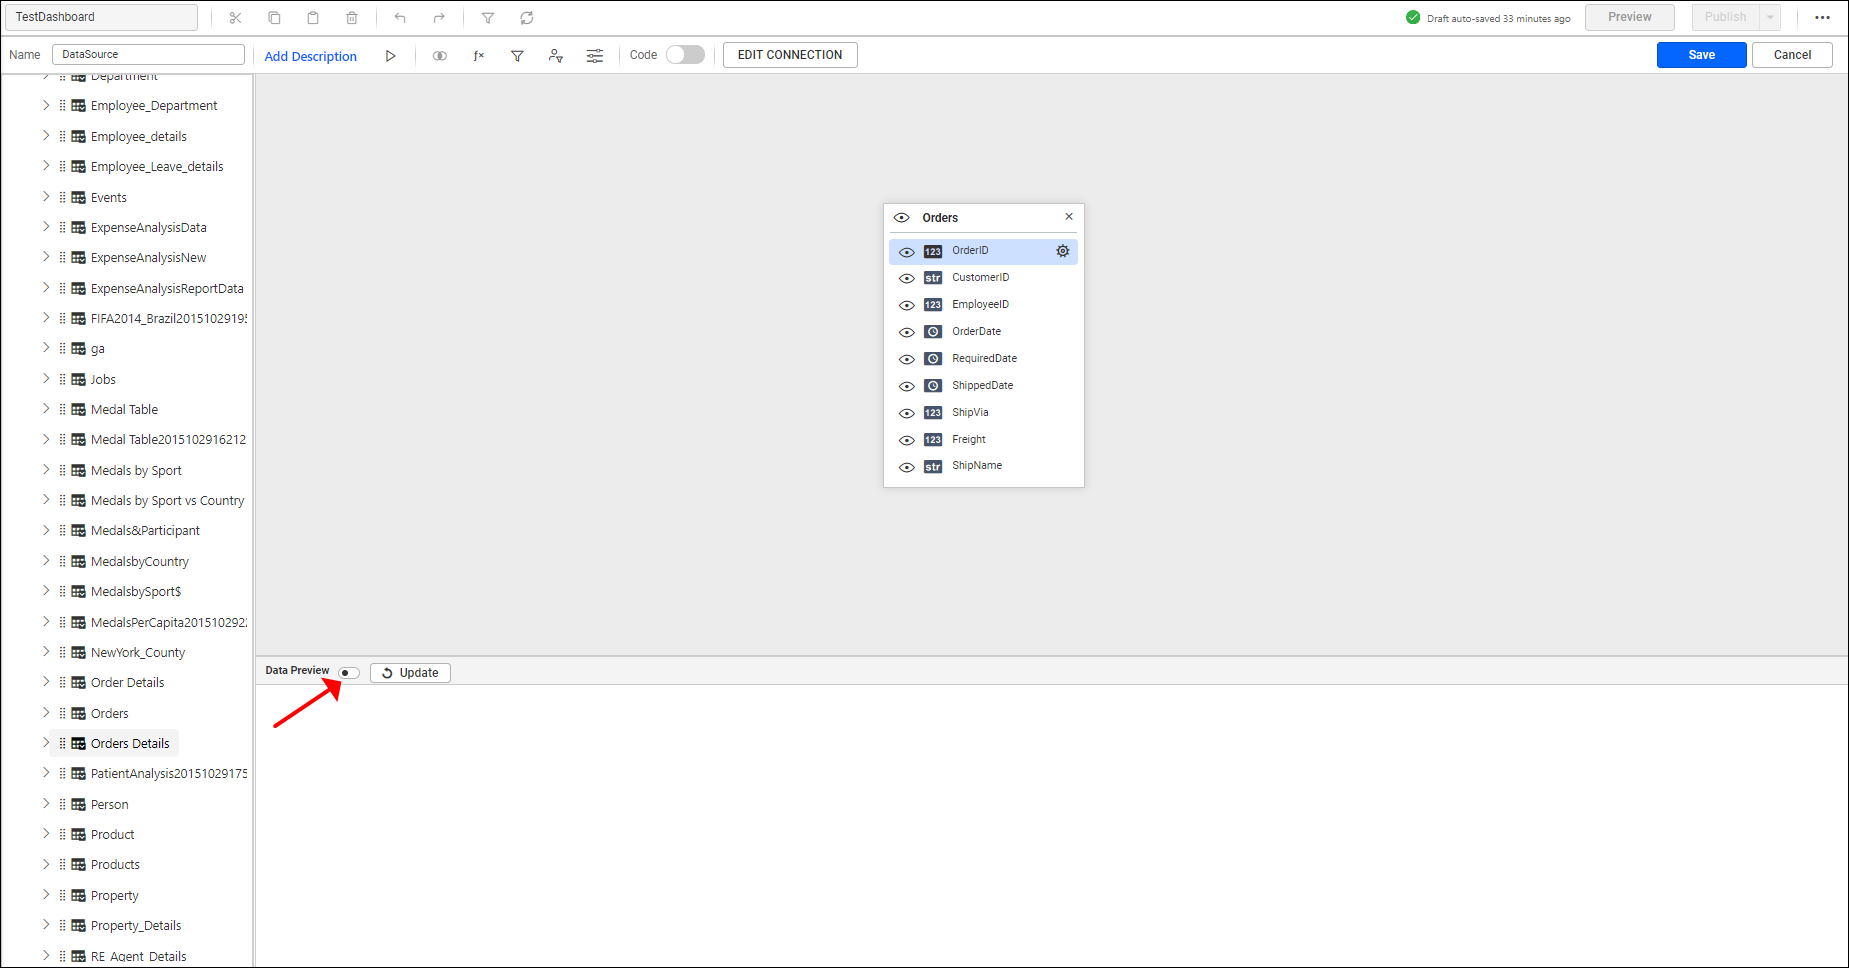 TestDashboard
Draft auto-saved 33 minutes ago
Preview
Publish
Name
DataSource
Add Description
Code
EDIT CONNECTION
Save
Cancel
Department
Employee_Department
Employee_details
Employee_Leave_details
Events
ExpenseAnalysisData
ExpenseAnalysisNew
ExpenseAnalysisReportData
FIFA2014_Brazil20151029195
ga
Jobs
Medal Table
Medal Table2015102916212
Medals by Sport
Medals by Sport vs Country
Medals&Participant
MedalsbyCountry
MedalsbySport$
MedalsPerCapita201510292
NewYork_County
Order Details
Orders
Orders Details
PatientAnalysis20151029175
Person
Product
Products
Property
Property_Details
RE_Agent_Details
Orders
123 OrderID
str CustomerID
123 EmployeeID
OrderDate
RequiredDate
ShippedDate
123 ShipVia
123 Freight
str ShipName
Data Preview
Update